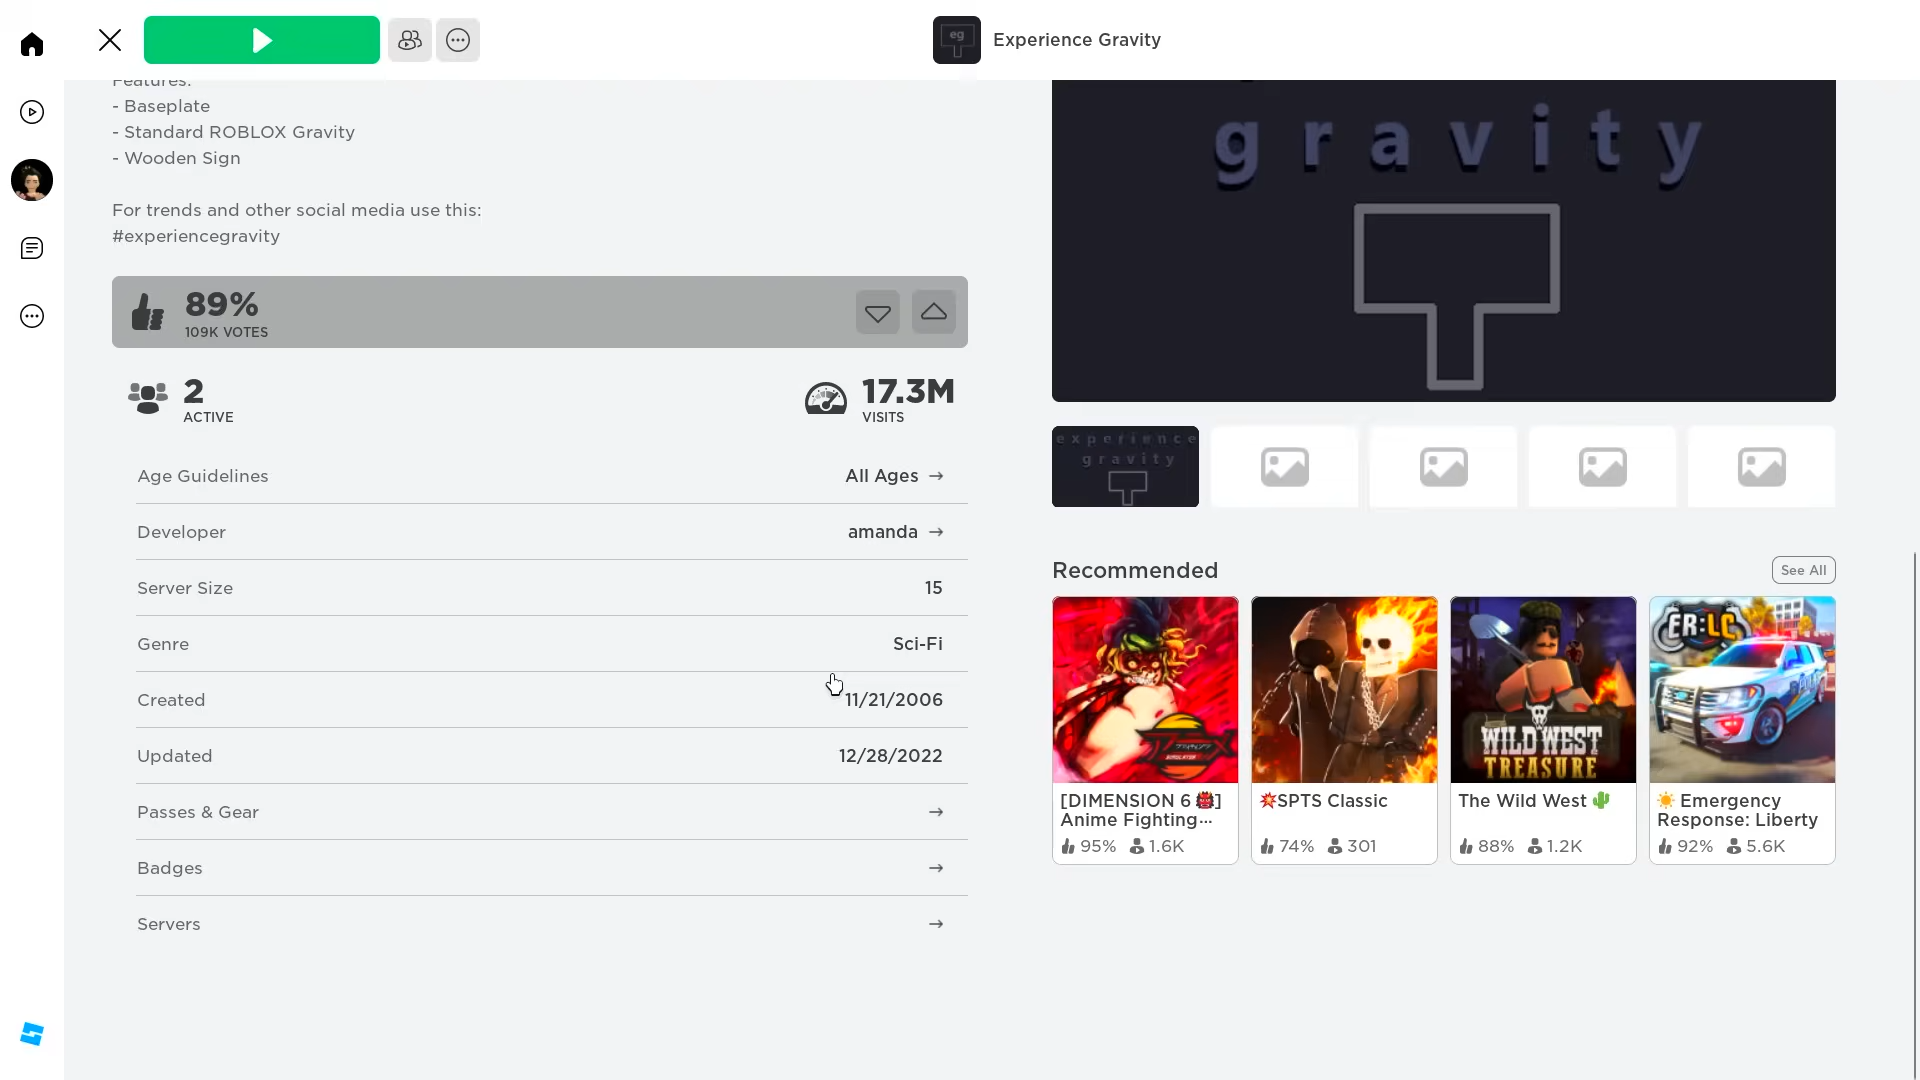 eg
Experience Gravity
Features:
- Baseplate
- Standard ROBLOX Gravity
- Wooden Sign
For trends and other social media use this:
#experiencegravity
89%
109K VOTES
2
ACTIVE
17.3M
VISITS
Age Guidelines
All Ages →
Developer
amanda →
Server Size
15
Genre
Sci-Fi
Created
11/21/2006
Updated
12/28/2022
Passes & Gear →
Badges →
Servers →
gravity
experience
gravity
Recommended
See All
[DIMENSION 6 👹]
Anime Fighting...
95% 1.6K
💥SPTS Classic
74% 301
WILD WEST
TREASURE
The Wild West 🌵
88% 1.2K
ER:LC
☀️ Emergency
Response: Liberty
92% 5.6K